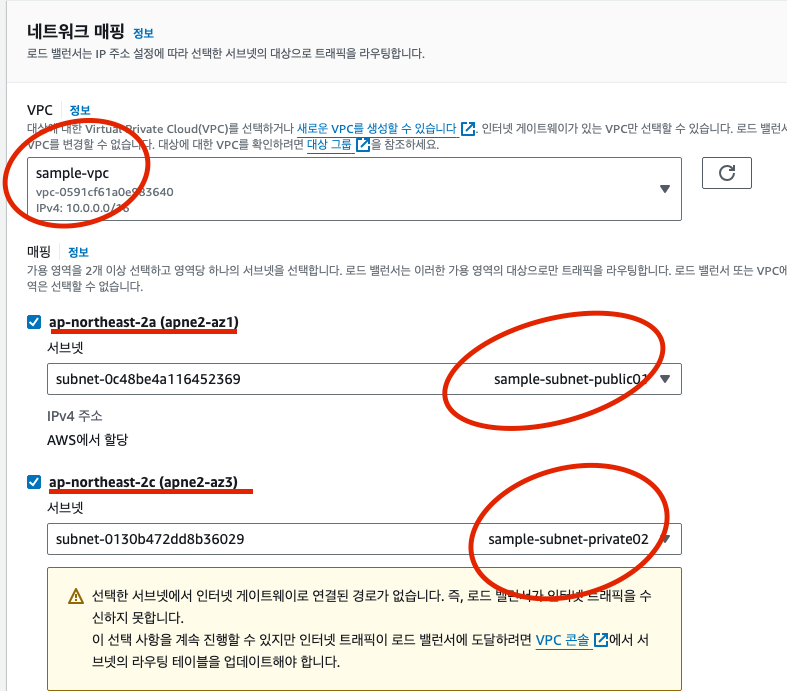 네트워크 매핑 정보
로드 밸런서는 IP 주소 설정에 따라 선택한 서브넷의 대상으로 트래픽을 라우팅합니다.
VPC 정보
대상에 대한 Virtual Private Cloud(VPC)를 선택하거나 새로운 VPC를 생성할 수 있습니다. 인터넷 게이트웨이가 있는 VPC만 선택할 수 있습니다. 로드 밸런서
VPC를 변경할 수 없습니다. 대상에 대한 VPC를 확인하려면 대상 그룹을 참조하세요.
sample-vpc
vpc-0591cf61a0e983640
IPv4: 10.0.0.0/16
매핑 정보
가용 영역을 2개 이상 선택하고 영역당 하나의 서브넷을 선택합니다. 로드 밸런서는 이러한 가용 영역의 대상으로만 트래픽을 라우팅합니다. 로드 밸런서 또는 VPC에
역은 선택할 수 없습니다.
ap-northeast-2a (apne2-az1)
서브넷
subnet-0c48be4a116452369 sample-subnet-public01
IPv4 주소
AWS에서 할당
ap-northeast-2c (apne2-az3)
서브넷
subnet-0130b472dd8b36029 sample-subnet-private02
선택한 서브넷에서 인터넷 게이트웨이로 연결된 경로가 없습니다. 즉, 로드 밸런서가 인터넷 트래픽을 수
신하지 못합니다.
이 선택 사항을 계속 진행할 수 있지만 인터넷 트래픽이 로드 밸런서에 도달하려면 VPC 콘솔에서 서
브넷의 라우팅 테이블을 업데이트해야 합니다.